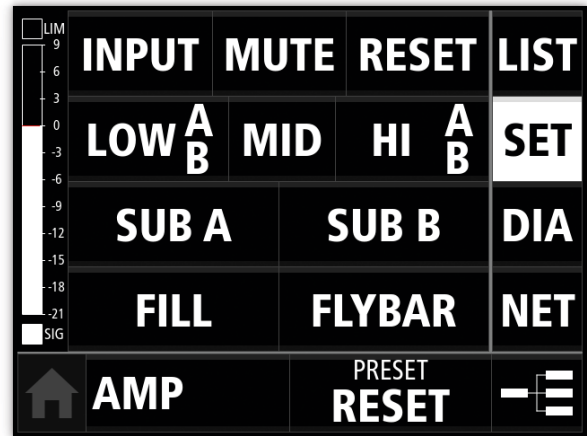 LIM
9
6
3
0
-3
-6
-9
-12
-15
-18
-21
SIG
INPUT MUTE RESET LIST
LOW A B MID HI A B SET
SUB A SUB B DIA
FILL FLYBAR NET
AMP PRESET RESET